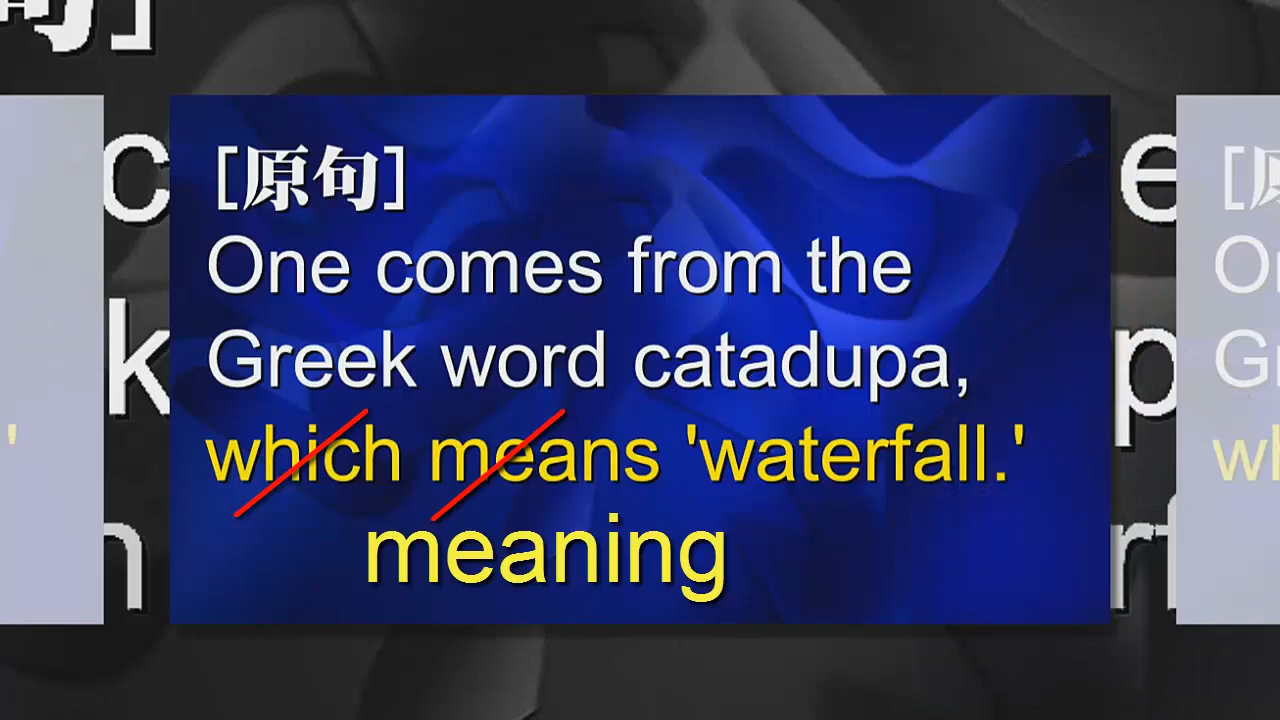 [原句]
One comes from the
Greek word catadupa,
which means 'waterfall.'
meaning